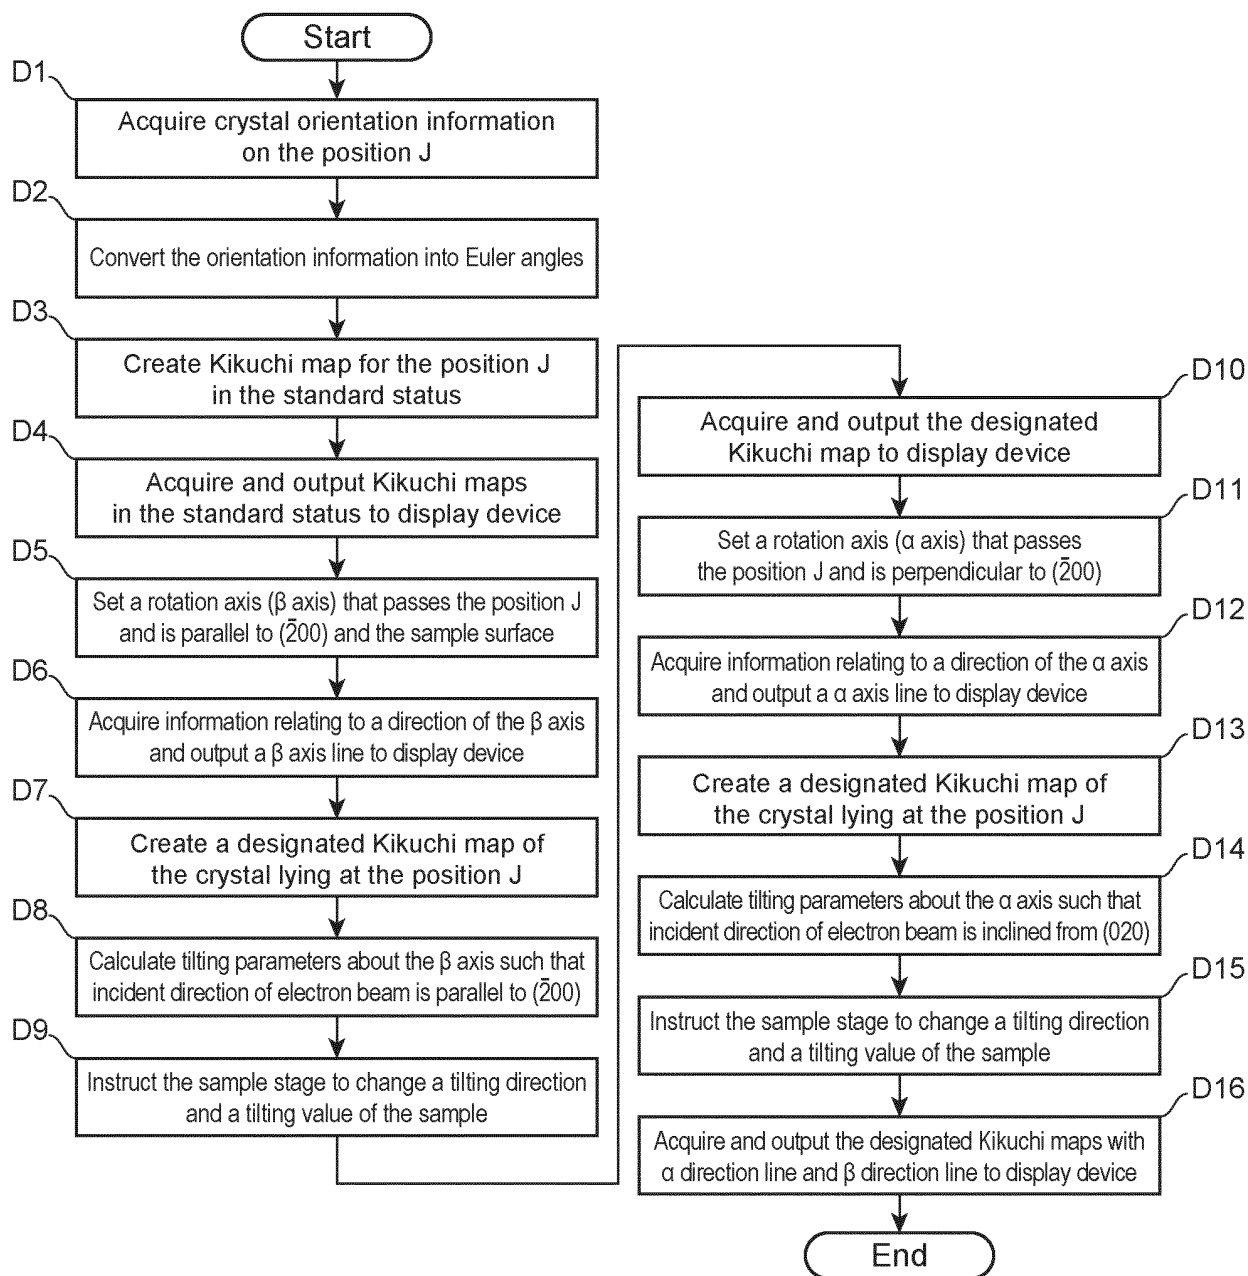 Start
D1
Acquire crystal orientation information
on the position J
D2
Convert the orientation information into Euler angles
D3
Create Kikuchi map for the position J
in the standard status
D4
Acquire and output Kikuchi maps
in the standard status to display device
D5
Set a rotation axis (β axis) that passes the position J
and is parallel to (2̄00) and the sample surface
D6
Acquire information relating to a direction of the β axis
and output a β axis line to display device
D7
Create a designated Kikuchi map of
the crystal lying at the position J
D8
Calculate tilting parameters about the β axis such that
incident direction of electron beam is parallel to (2̄00)
D9
Instruct the sample stage to change a tilting direction
and a tilting value of the sample
D10
Acquire and output the designated
Kikuchi map to display device
D11
Set a rotation axis (α axis) that passes
the position J and is perpendicular to (2̄00)
D12
Acquire information relating to a direction of the α axis
and output a α axis line to display device
D13
Create a designated Kikuchi map of
the crystal lying at the position J
D14
Calculate tilting parameters about the α axis such that
incident direction of electron beam is inclined from (020)
D15
Instruct the sample stage to change a tilting direction
and a tilting value of the sample
D16
Acquire and output the designated Kikuchi maps with
α direction line and β direction line to display device
End